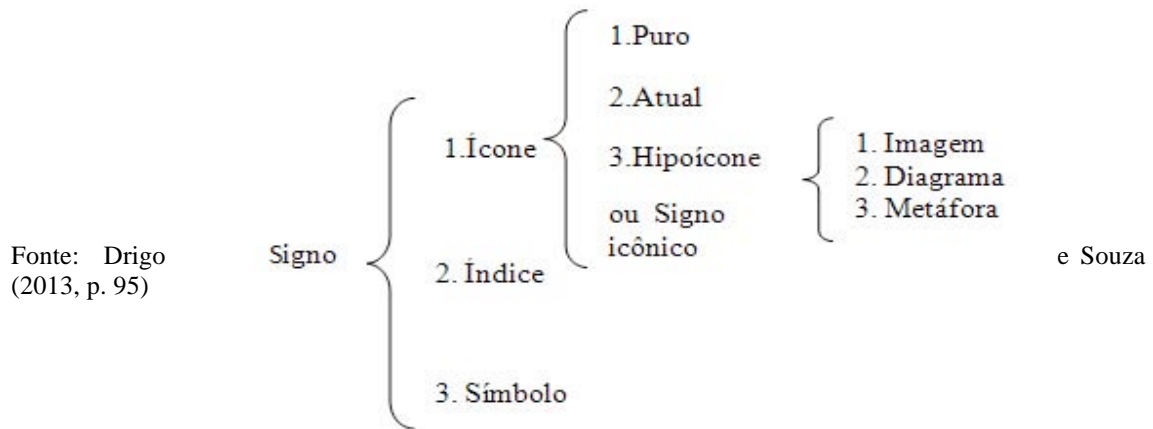 1.Puro
2.Atual
1.Ícone
3.Hipoícone
ou Signo
icônico
1. Imagem
2. Diagrama
3. Metáfora
Signo
2. Índice
3. Símbolo
Fonte: Drigo e Souza
(2013, p. 95)